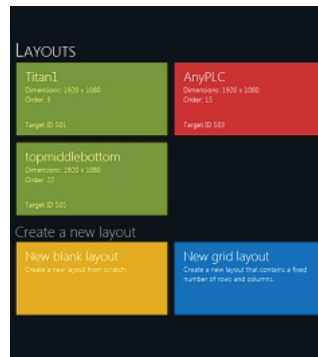 LAYOUTS
Titan1
Dimensions: 1920 x 1080
Order: 3
Target ID 501
AnyPLC
Dimensions: 1920 x 1080
Order: 15
Target ID 503
topmiddlebottom
Dimensions: 1920 x 1080
Order: 22
Target ID 505
Create a new layout
New blank layout
Create a new layout from scratch.
New grid layout
Create a new layout that contains a fixed
number of rows and columns.